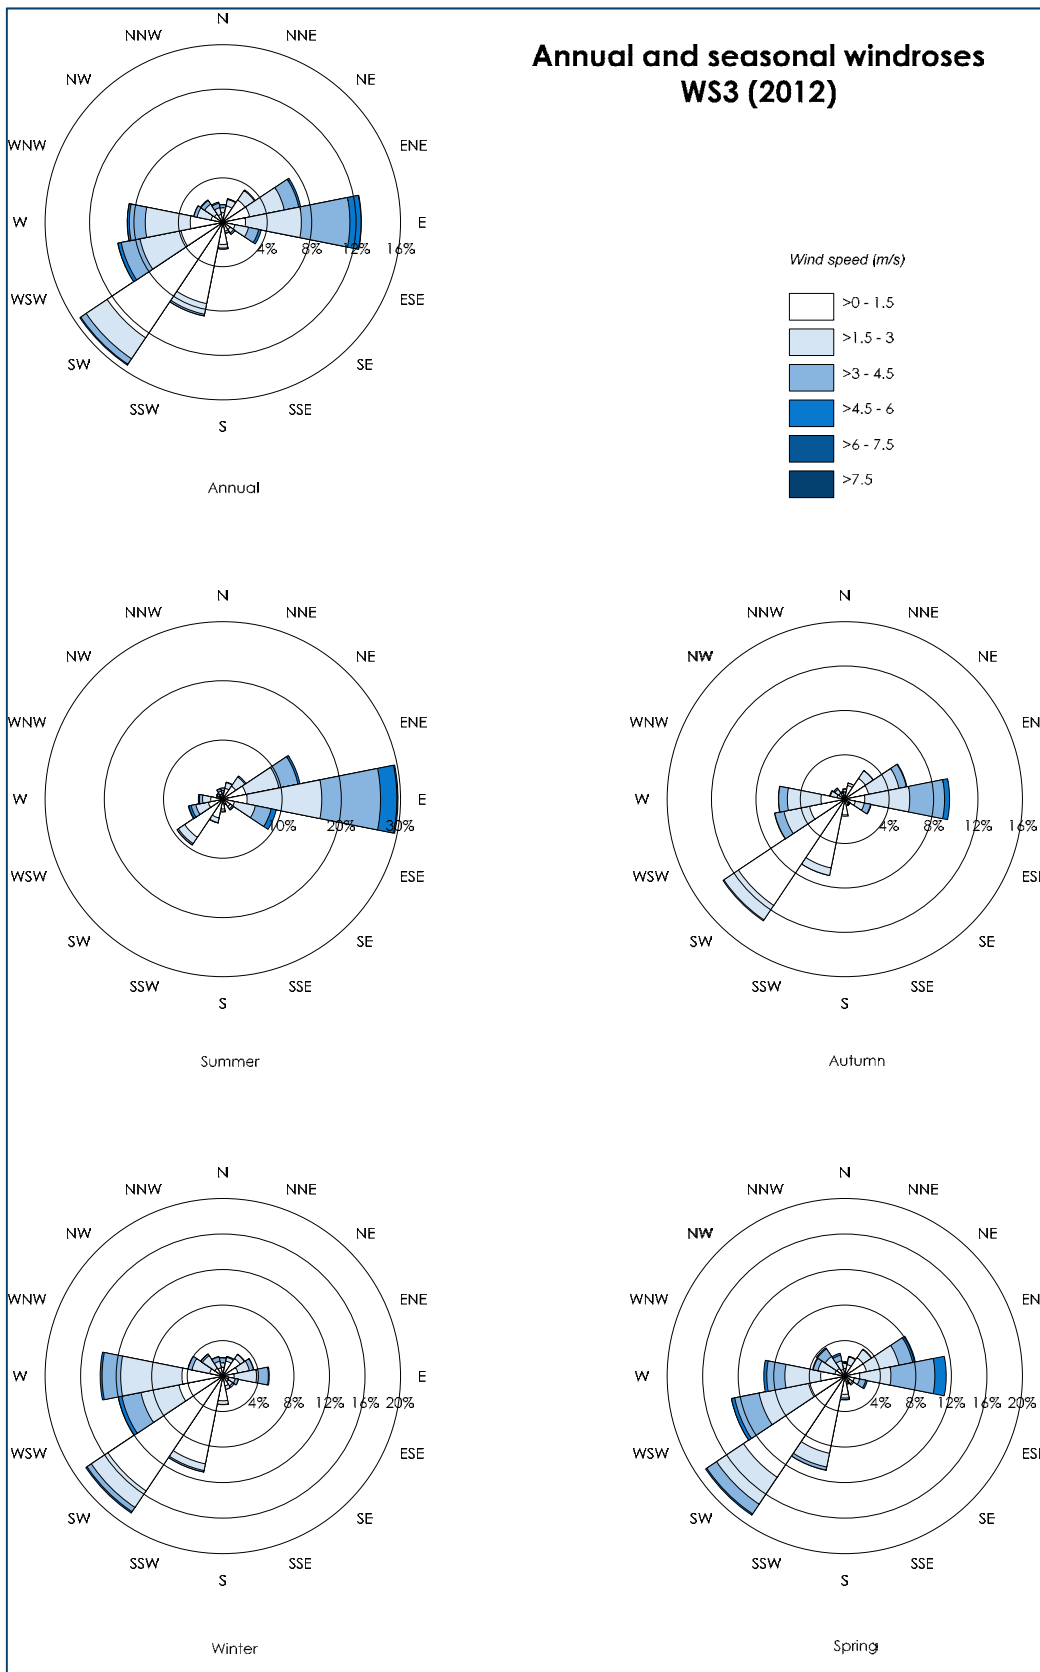 Annual and seasonal windroses
WS3 (2012)
N
NNW
NNE
NW
NE
WNW
ENE
W
E
4%
8%
12%
16%
WSW
ESE
SW
SE
SSW
SSE
S
Annual
Wind speed (m/s)
>0 - 1.5
>1.5 - 3
>3 - 4.5
>4.5 - 6
>6 - 7.5
>7.5
N
NNW
NNE
NW
NE
WNW
ENE
W
E
10%
20%
30%
WSW
ESE
SW
SE
SSW
SSE
S
Summer
N
NNW
NNE
NW
NE
WNW
EN
W
E
4%
8%
12%
16%
WSW
ESE
SW
SE
SSW
SSE
S
Autumn
N
NNW
NNE
NW
NE
WNW
ENE
W
E
4%
8%
12%
16%
20%
WSW
ESE
SW
SE
SSW
SSE
S
Winter
N
NNW
NNE
NW
NE
WNW
EN
W
E
4%
8%
12%
16%
20%
WSW
ESE
SW
SE
SSW
SSE
S
Spring